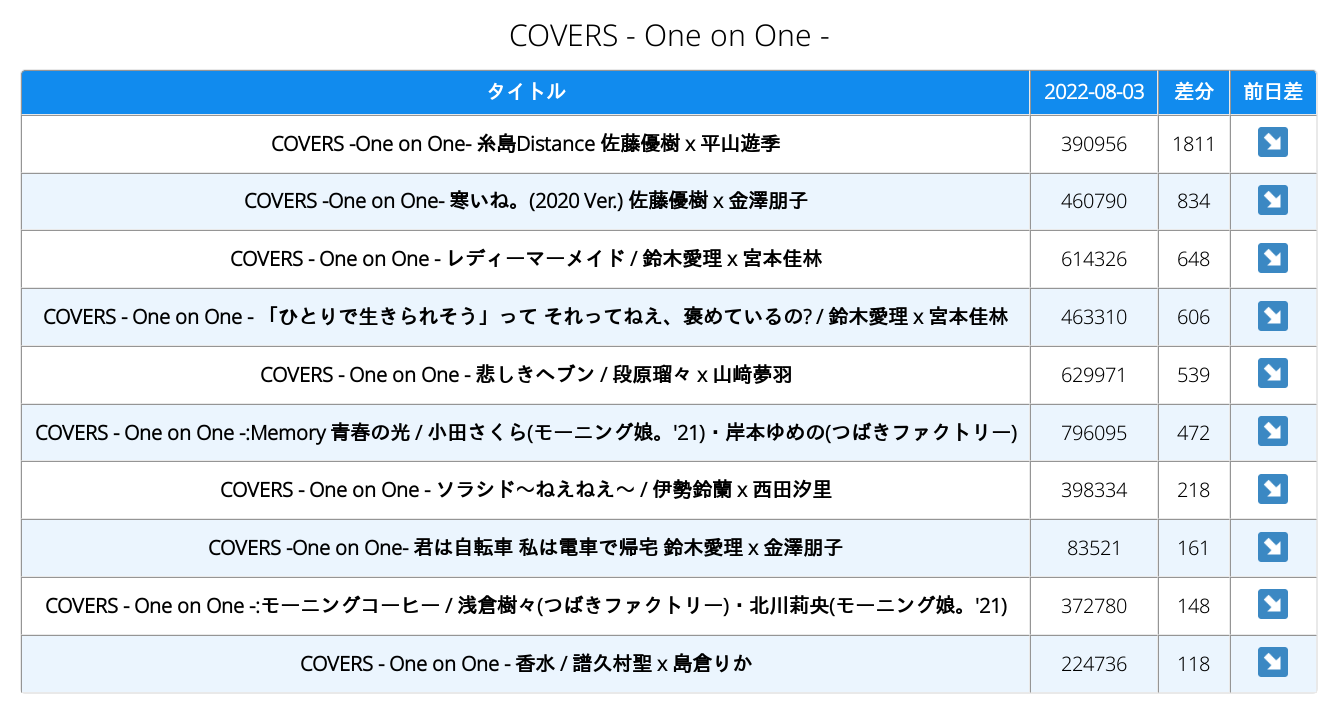 COVERS - One on One -
タイトル 2022-08-03 差分 前日差
COVERS -One on One- 糸島Distance 佐藤優樹 x 平山遊季 390956 1811 ↘
COVERS -One on One- 寒いね。(2020 Ver.) 佐藤優樹 x 金澤朋子 460790 834 ↘
COVERS - One on One - レディーマーメイド / 鈴木愛理 x 宮本佳林 614326 648 ↘
COVERS - One on One - 「ひとりで生きられそう」って それってねえ、褒めているの? / 鈴木愛理 x 宮本佳林 463310 606 ↘
COVERS - One on One - 悲しきヘブン / 段原瑠々 x 山﨑夢羽 629971 539 ↘
COVERS - One on One -:Memory 青春の光 / 小田さくら(モーニング娘。'21)・岸本ゆめの(つばきファクトリー) 796095 472 ↘
COVERS - One on One - ソラシド〜ねえねえ〜 / 伊勢鈴蘭 x 西田汐里 398334 218 ↘
COVERS -One on One- 君は自転車 私は電車で帰宅 鈴木愛理 x 金澤朋子 83521 161 ↘
COVERS - One on One -:モーニングコーヒー / 浅倉樹々(つばきファクトリー)・北川莉央(モーニング娘。'21) 372780 148 ↘
COVERS - One on One - 香水 / 譜久村聖 x 島倉りか 224736 118 ↘